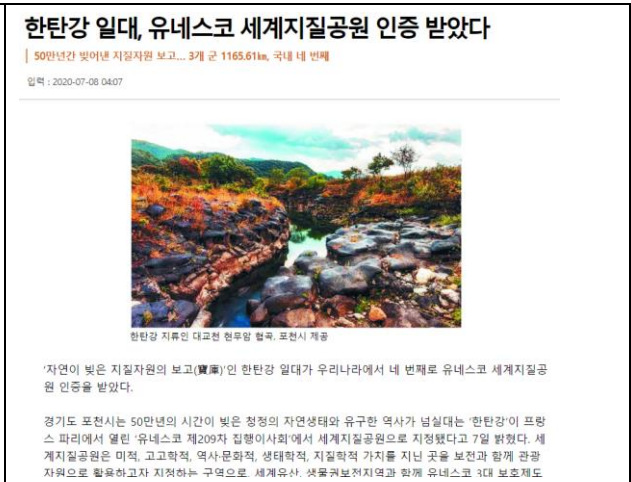 한탄강 일대, 유네스코 세계지질공원 인증 받았다
50만년간 빚어낸 지질자원 보고... 3개 군 1165.61㎢, 국내 네 번째
입력 : 2020-07-08 04:07
한탄강 지류인 대교천 현무암 협곡. 포천시 제공
'자연이 빚은 지질자원의 보고(寶庫)'인 한탄강 일대가 우리나라에서 네 번째로 유네스코 세계지질공
원 인증을 받았다.
경기도 포천시는 50만년의 시간이 빚은 청정의 자연생태와 유구한 역사가 넘실대는 '한탄강'이 프랑
스 파리에서 열린 '유네스코 제209차 집행이사회'에서 세계지질공원으로 지정됐다고 7일 밝혔다. 세
계지질공원은 미적, 고고학적, 역사·문화적, 생태학적, 지질학적 가치를 지닌 곳을 보전과 함께 관광
자원으로 활용하고자 지정하는 구역으로, 세계유산, 생물권보전지역과 함께 유네스코 3대 보호제도